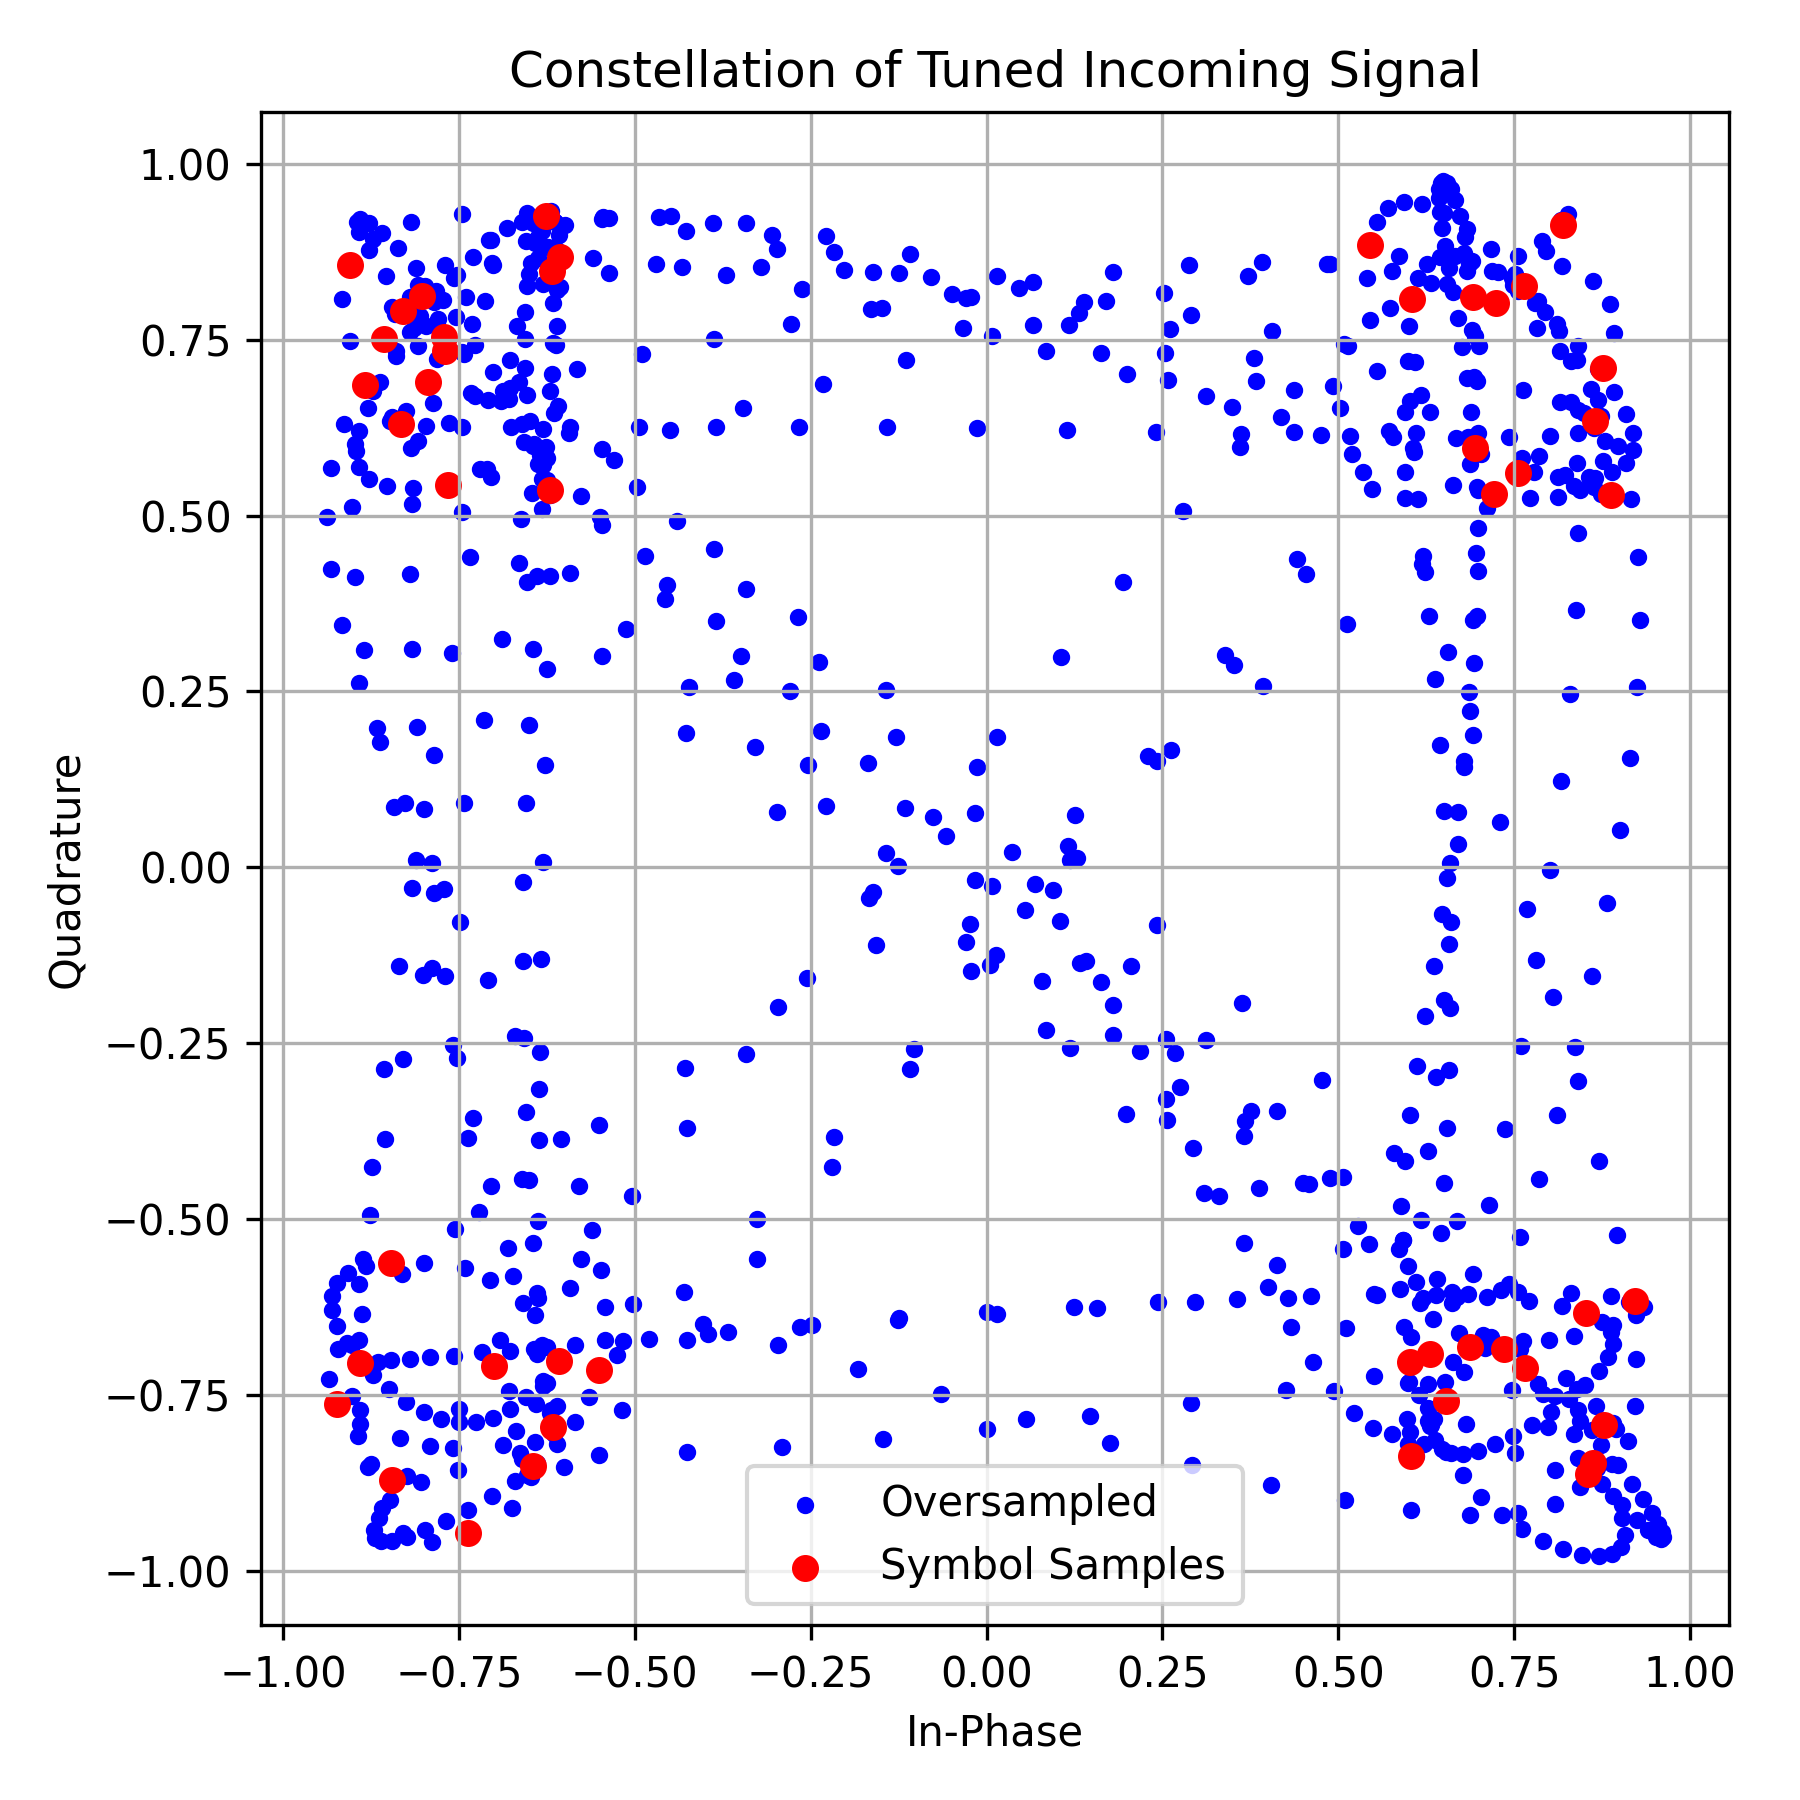 Constellation of Tuned Incoming Signal
1.00
0.75
0.50
0.25
0.00
−0.25
−0.50
−0.75
−1.00
Quadrature
Oversampled
Symbol Samples
−1.00 −0.75 −0.50 −0.25 0.00 0.25 0.50 0.75 1.00
In-Phase